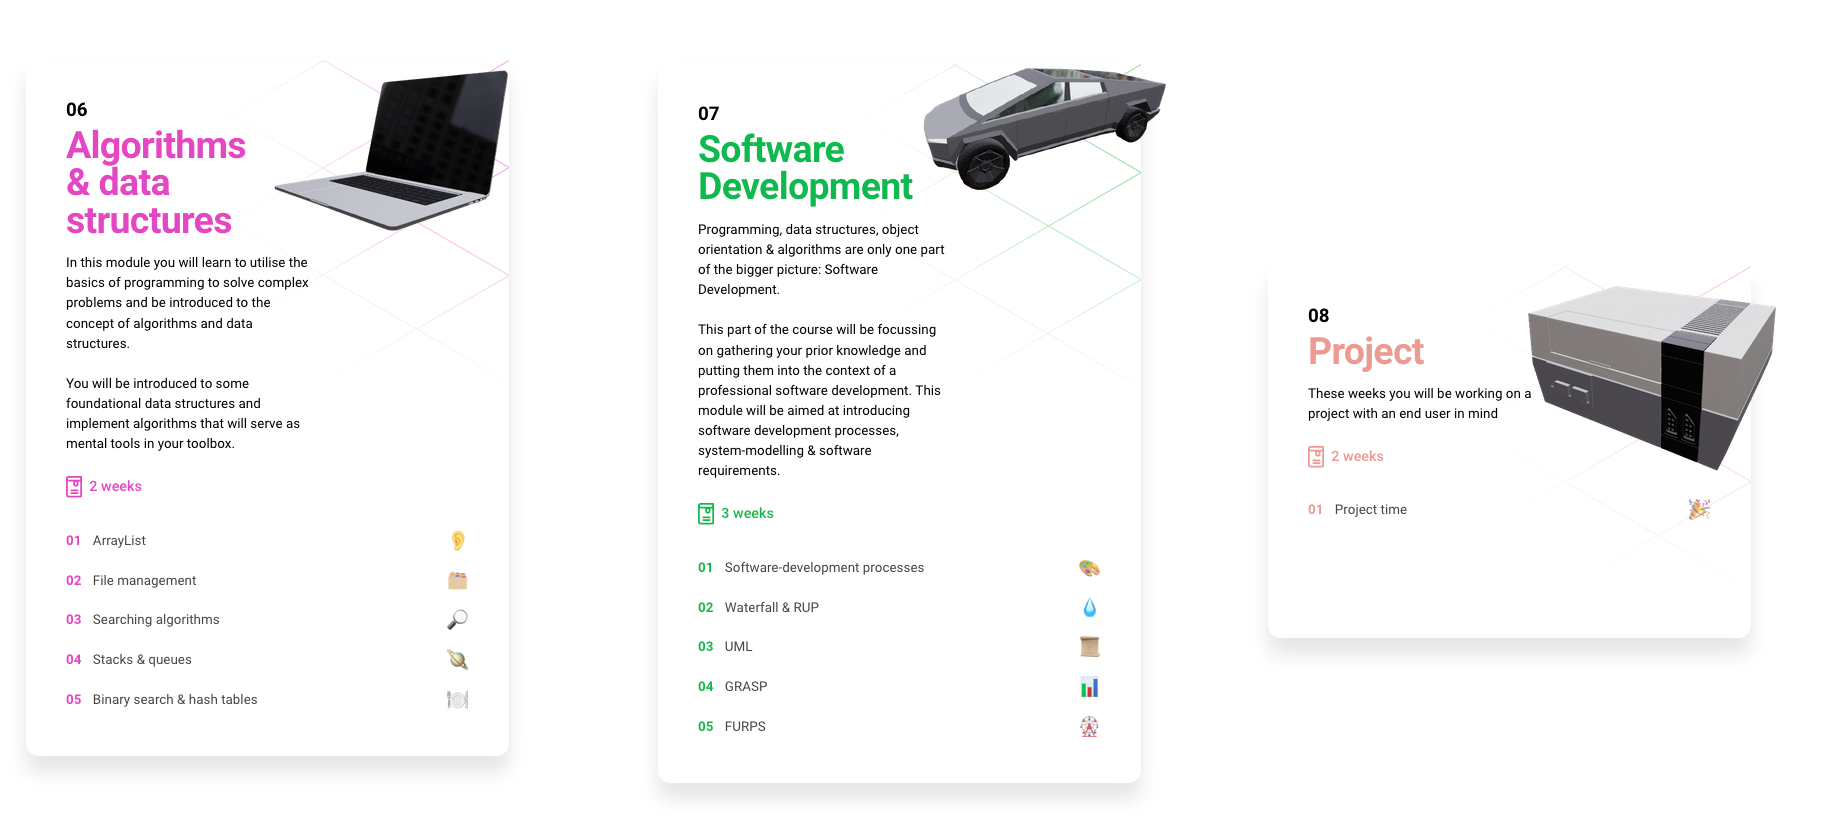 06
Algorithms
& data
structures
In this module you will learn to utilise the
basics of programming to solve complex
problems and be introduced to the
concept of algorithms and data
structures.
You will be introduced to some
foundational data structures and
implement algorithms that will serve as
mental tools in your toolbox.
2 weeks
01 ArrayList
02 File management
03 Searching algorithms
04 Stacks & queues
05 Binary search & hash tables
07
Software
Development
Programming, data structures, object
orientation & algorithms are only one part
of the bigger picture: Software
Development.
This part of the course will be focussing
on gathering your prior knowledge and
putting them into the context of a
professional software development. This
module will be aimed at introducing
software development processes,
system-modelling & software
requirements.
3 weeks
01 Software-development processes
02 Waterfall & RUP
03 UML
04 GRASP
05 FURPS
08
Project
These weeks you will be working on a
project with an end user in mind
2 weeks
01 Project time